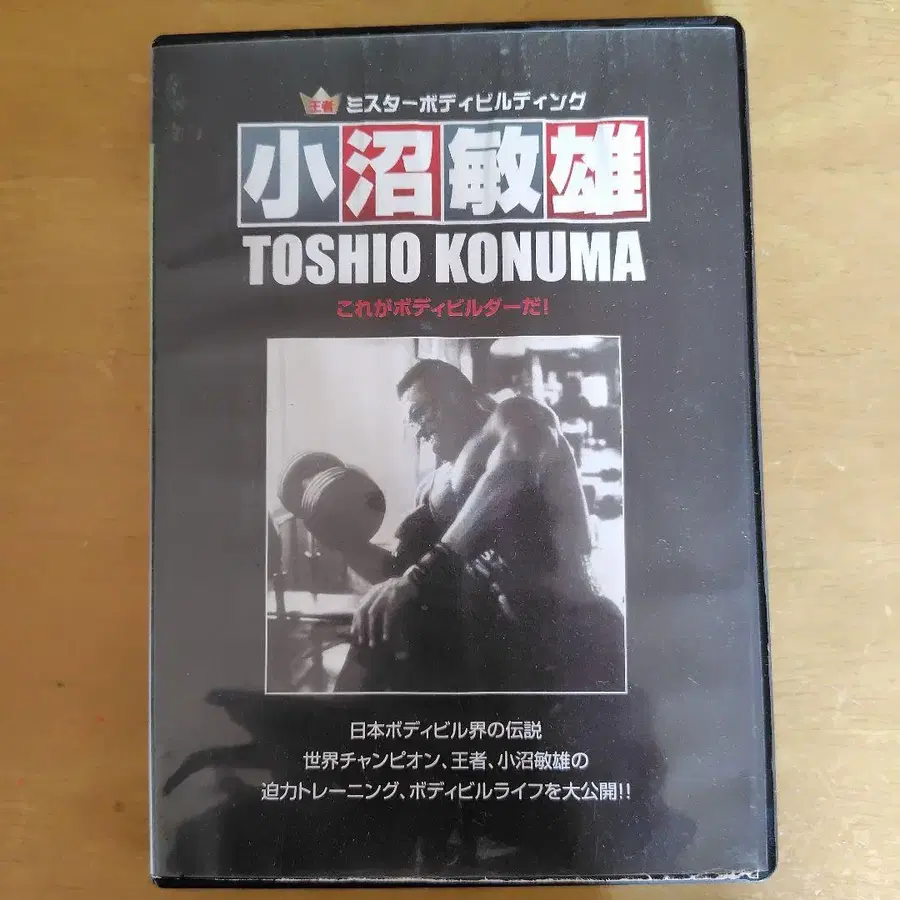 王者 ミスターボディビルディング
小沼敏雄
TOSHIO KONUMA
これがボディビルダーだ!
日本ボディビル界の伝説
世界チャンピオン、王者、小沼敏雄の
迫力トレーニング、ボディビルライフを大公開!!